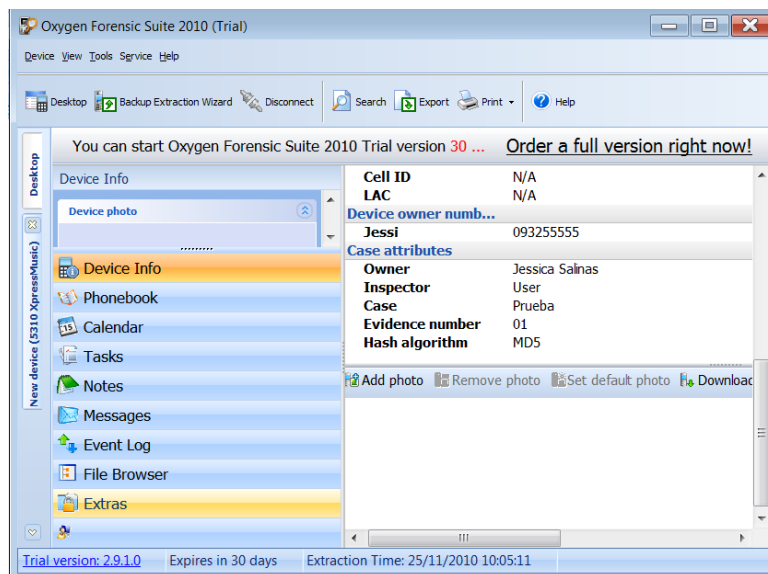 Oxygen Forensic Suite 2010 (Trial)
Device View Tools Service Help
Desktop Backup Extraction Wizard Disconnect Search Export Print Help
You can start Oxygen Forensic Suite 2010 Trial version 30 ... Order a full version right now!
Desktop
New device (5310 XpressMusic)
Device Info
Device photo
Device Info
Phonebook
Calendar
Tasks
Notes
Messages
Event Log
File Browser
Extras
Cell ID N/A
LAC N/A
Device owner numb...
Jessi 093255555
Case attributes
Owner Jessica Salinas
Inspector User
Case Prueba
Evidence number 01
Hash algorithm MD5
Add photo Remove photo Set default photo Download
Trial version: 2.9.1.0 Expires in 30 days Extraction Time: 25/11/2010 10:05:11